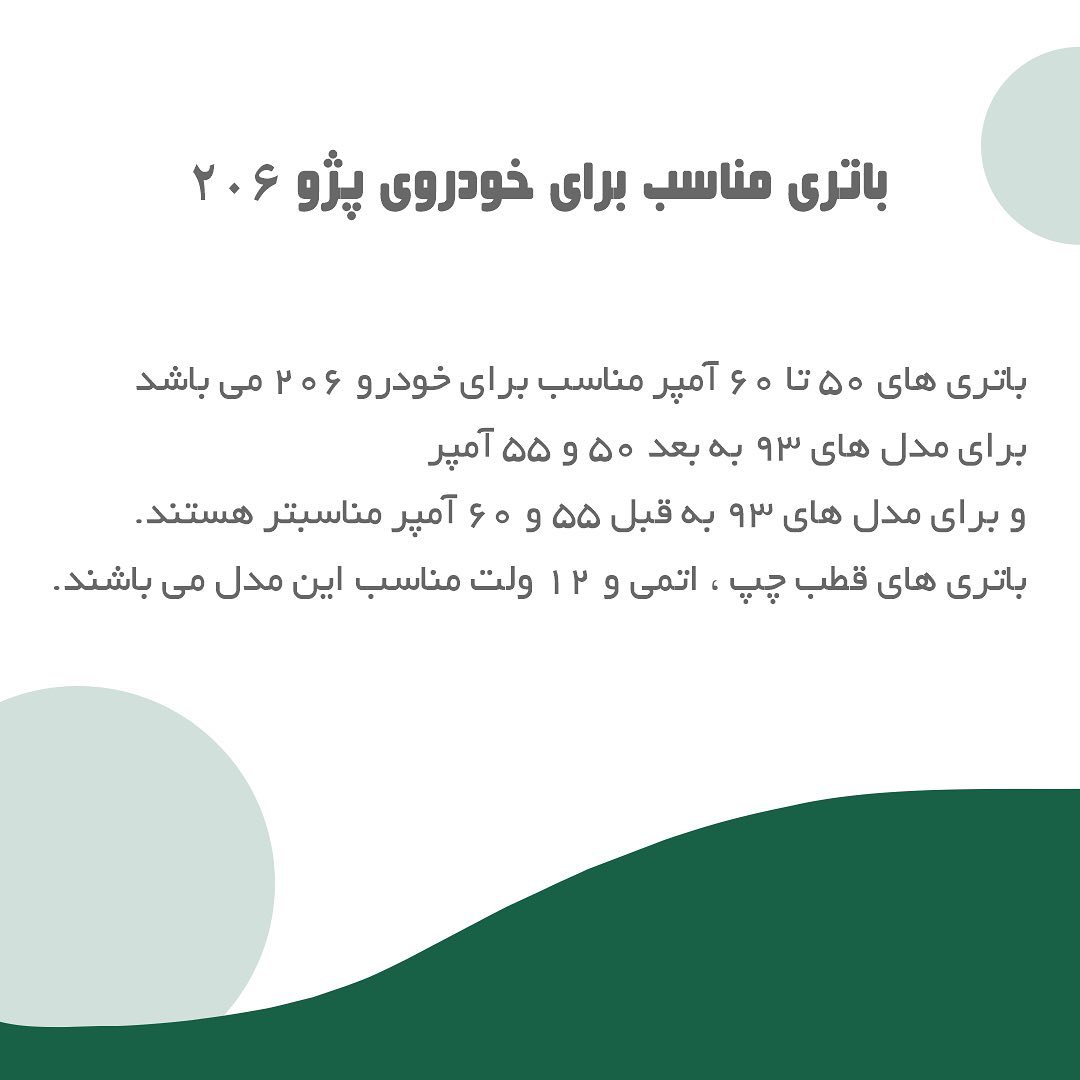 باتری مناسب برای خودروی پژو ۲۰۶
باتری های ۵۰ تا ۶۰ آمپر مناسب برای خودرو ۲۰۶ می باشد
برای مدل های ۹۳ به بعد ۵۰ و ۵۵ آمپر
و برای مدل های ۹۳ به قبل ۵۵ و ۶۰ آمپر مناسبتر هستند.
باتری های قطب چپ ، اتمی و ۱۲ ولت مناسب این مدل می باشند.